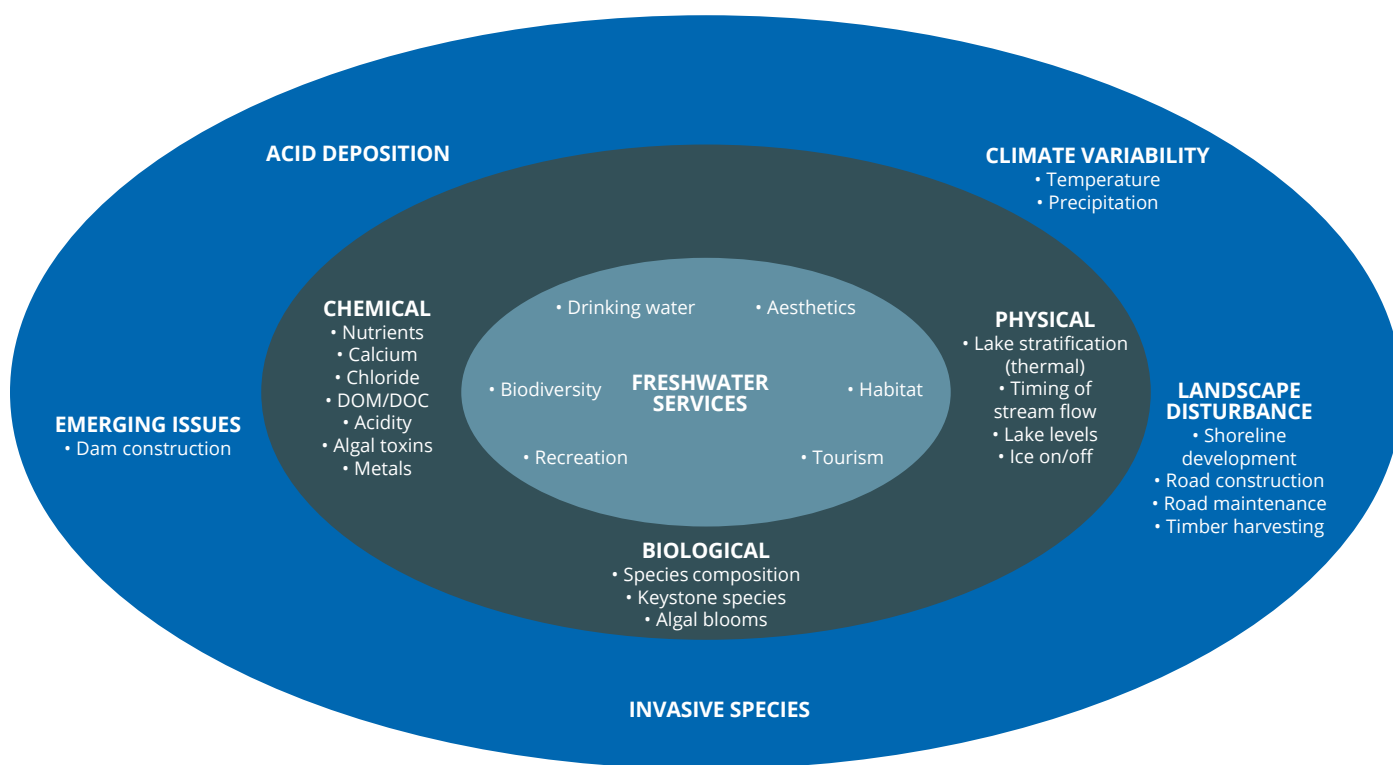 ACID DEPOSITION
CLIMATE VARIABILITY
• Temperature
• Precipitation
CHEMICAL
• Nutrients
• Calcium
• Chloride
• DOM/DOC
• Acidity
• Algal toxins
• Metals
• Drinking water
• Aesthetics
• Biodiversity
FRESHWATER
SERVICES
• Habitat
• Recreation
• Tourism
PHYSICAL
• Lake stratification
(thermal)
• Timing of
stream flow
• Lake levels
• Ice on/off
LANDSCAPE
DISTURBANCE
• Shoreline
development
• Road construction
• Road maintenance
• Timber harvesting
EMERGING ISSUES
• Dam construction
BIOLOGICAL
• Species composition
• Keystone species
• Algal blooms
INVASIVE SPECIES